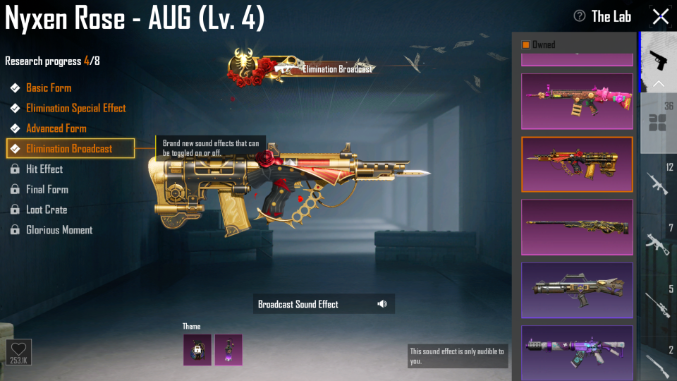 Nyxen Rose - AUG (Lv. 4)
The Lab
Research progress 4/8
Basic Form
Elimination Special Effect
Advanced Form
Elimination Broadcast
Hit Effect
Final Form
Loot Crate
Glorious Moment
Elimination Broadcast
Brand new sound effects that can
be toggled on or off.
Broadcast Sound Effect
Theme
This sound effect is only audible to
you.
Owned
36
12
7
5
2
253.1K